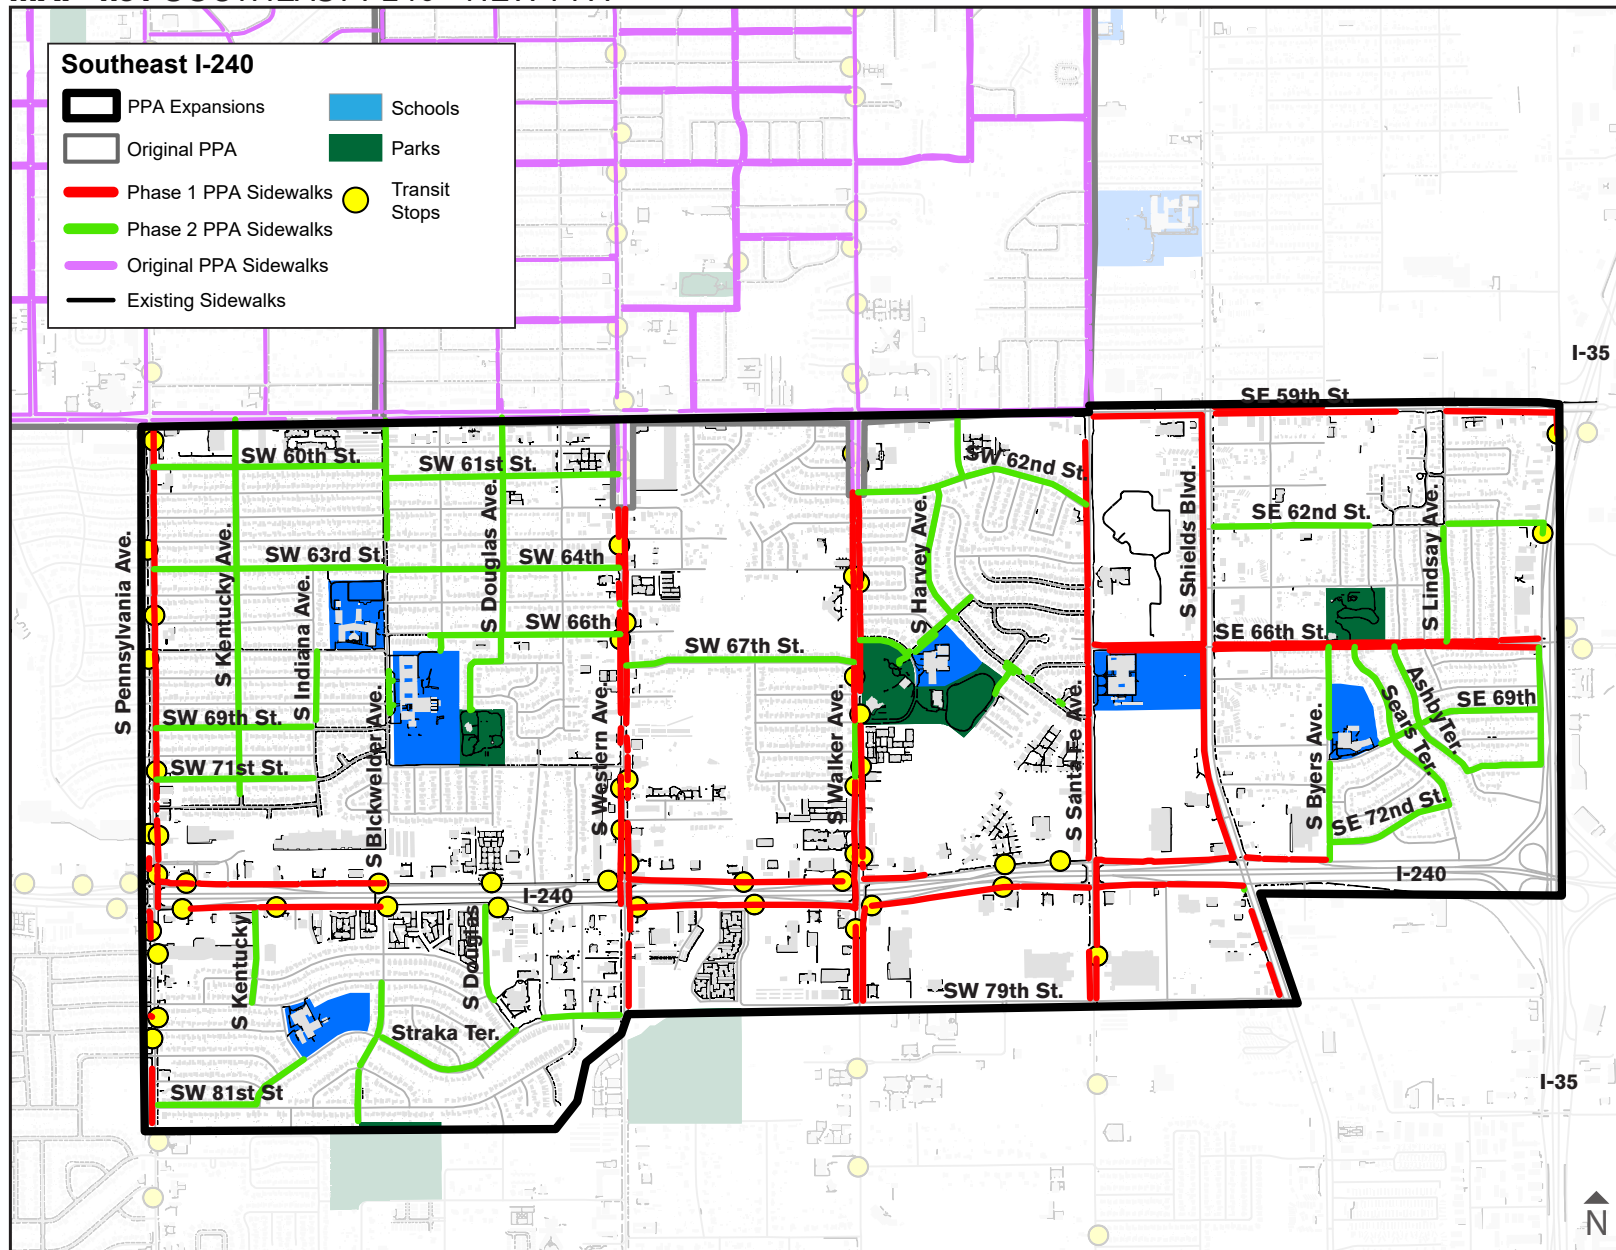 Southeast I-240
PPA Expansions
Schools
Original PPA
Parks
Phase 1 PPA Sidewalks
Transit
Stops
Phase 2 PPA Sidewalks
Original PPA Sidewalks
Existing Sidewalks
I-35
SE 59th St.
SW 60th St.
SW 61st St.
SW 62nd St.
SE 62nd St.
SW 63rd St.
SW 64th
SW 66th
SE 66th St.
SW 67th St.
SW 69th St.
SE 69th
SW 71st St.
SE 72nd St.
S Pennsylvania Ave.
S Kentucky Ave.
S Indiana Ave.
S Blckwelder Ave.
S Douglas Ave.
S Western Ave.
S Walker Ave.
S Harvey Ave.
S Santa Fe Ave.
S Shields Blvd.
S Byers Ave.
Sears Ter.
Ashby Ter.
S Lindsay Ave.
I-240
I-240
S Kentucky
S Douglas
SW 79th St.
Straka Ter.
SW 81st St
I-35
N